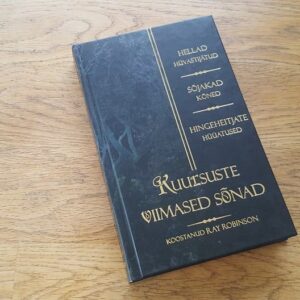 HELLAD
HÜVASTIJÄTUD
SÕJAKAD
KÕNED
HINGEHEITJATE
HÜÜATUSED
KUULSUSTE
VIIMASED SÕNAD
KOOSTANUD RAY ROBINSON